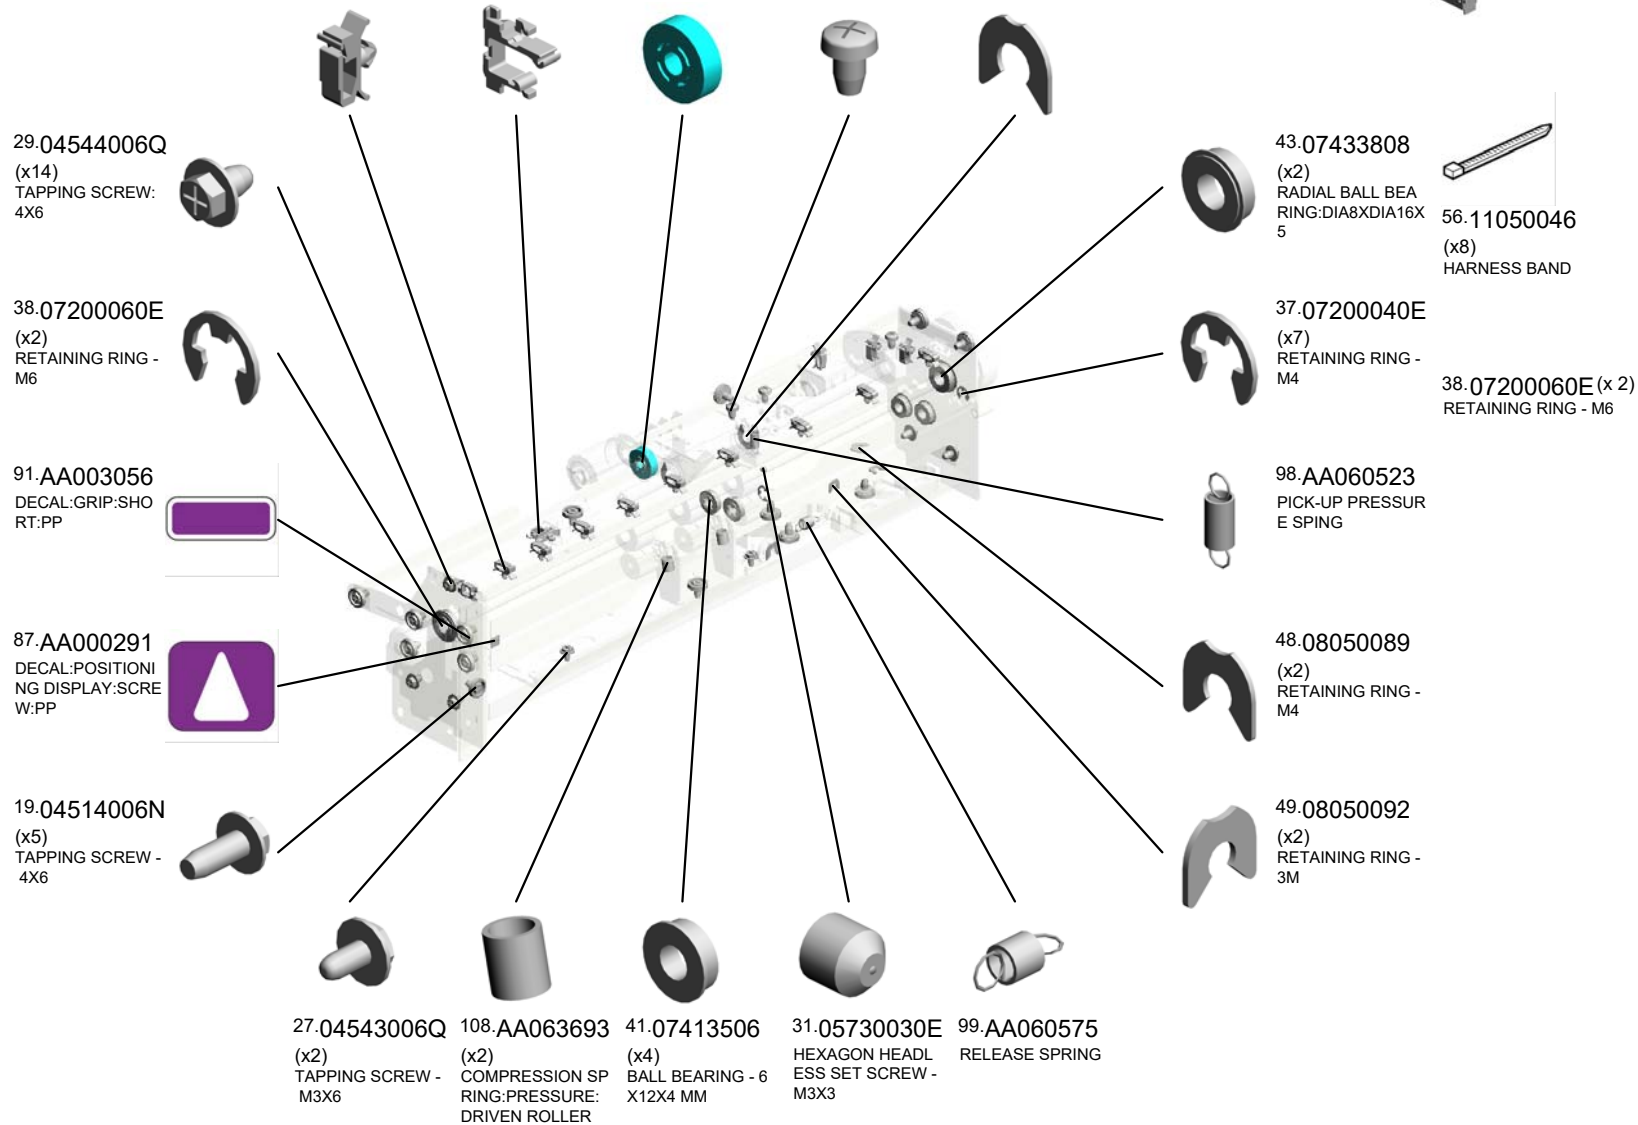 29.04544006Q
(x14)
TAPPING SCREW:
4X6
38.07200060E
(x2)
RETAINING RING -
M6
91.AA003056
DECAL:GRIP:SHO
RT:PP
87.AA000291
DECAL:POSITIONI
NG DISPLAY:SCRE
W:PP
19.04514006N
(x5)
TAPPING SCREW -
4X6
27.04543006Q
(x2)
TAPPING SCREW -
M3X6
108.AA063693
(x2)
COMPRESSION SP
RING:PRESSURE:
DRIVEN ROLLER
41.07413506
(x4)
BALL BEARING - 6
X12X4 MM
31.05730030E
HEXAGON HEADL
ESS SET SCREW -
M3X3
99.AA060575
RELEASE SPRING
43.07433808
(x2)
RADIAL BALL BEA
RING:DIA8XDIA16X
5
37.07200040E
(x7)
RETAINING RING -
M4
98.AA060523
PICK-UP PRESSUR
E SPING
48.08050089
(x2)
RETAINING RING -
M4
49.08050092
(x2)
RETAINING RING -
3M
56.11050046
(x8)
HARNESS BAND
38.07200060E (x 2)
RETAINING RING - M6